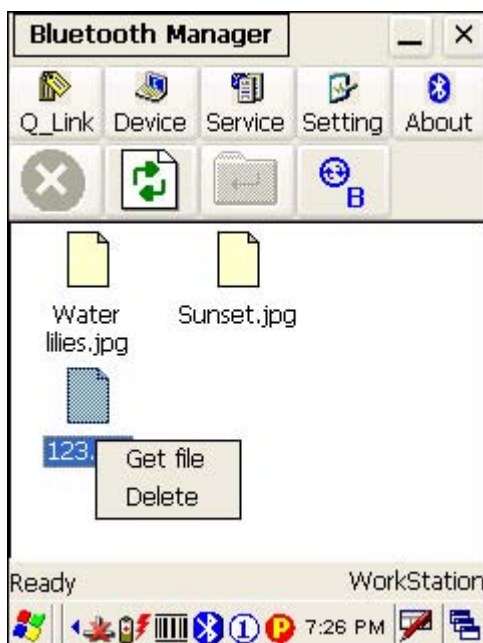 Bluetooth Manager
Q_Link Device Service Setting About
B
Water lilies.jpg
Sunset.jpg
123.
Get file
Delete
Ready WorkStation
1 P 7:26 PM